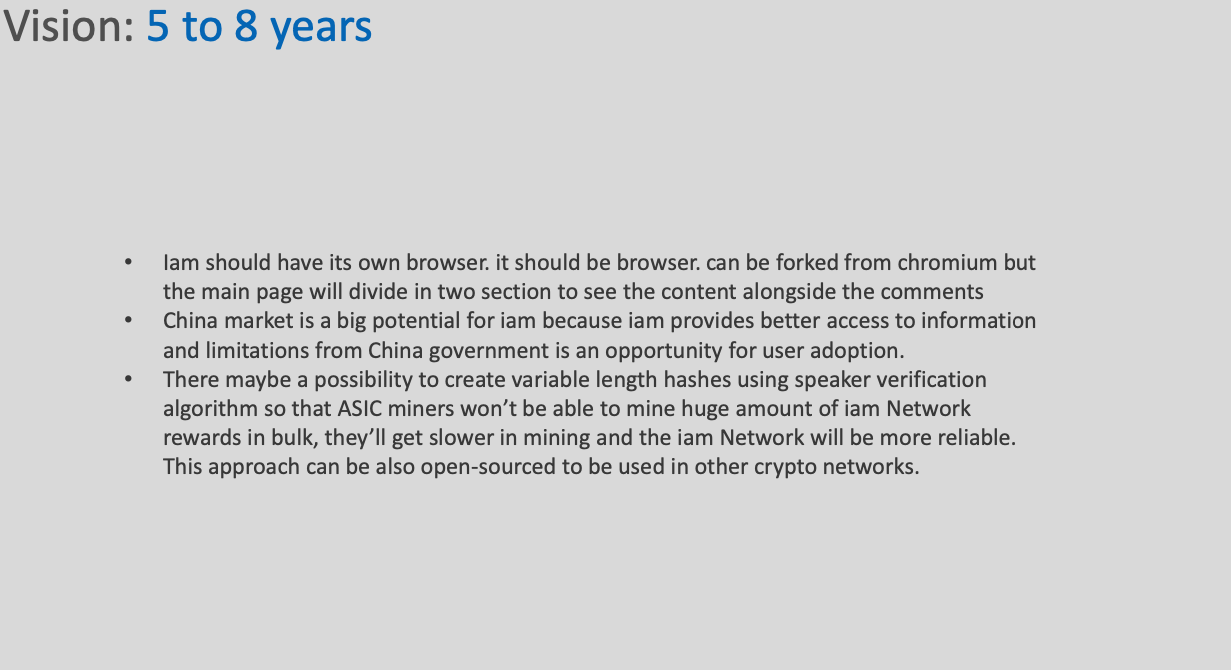 Vision: 5 to 8 years
• Iam should have its own browser. it should be browser. can be forked from chromium but
the main page will divide in two section to see the content alongside the comments
• China market is a big potential for iam because iam provides better access to information
and limitations from China government is an opportunity for user adoption.
• There maybe a possibility to create variable length hashes using speaker verification
algorithm so that ASIC miners won’t be able to mine huge amount of iam Network
rewards in bulk, they’ll get slower in mining and the iam Network will be more reliable.
This approach can be also open-sourced to be used in other crypto networks.